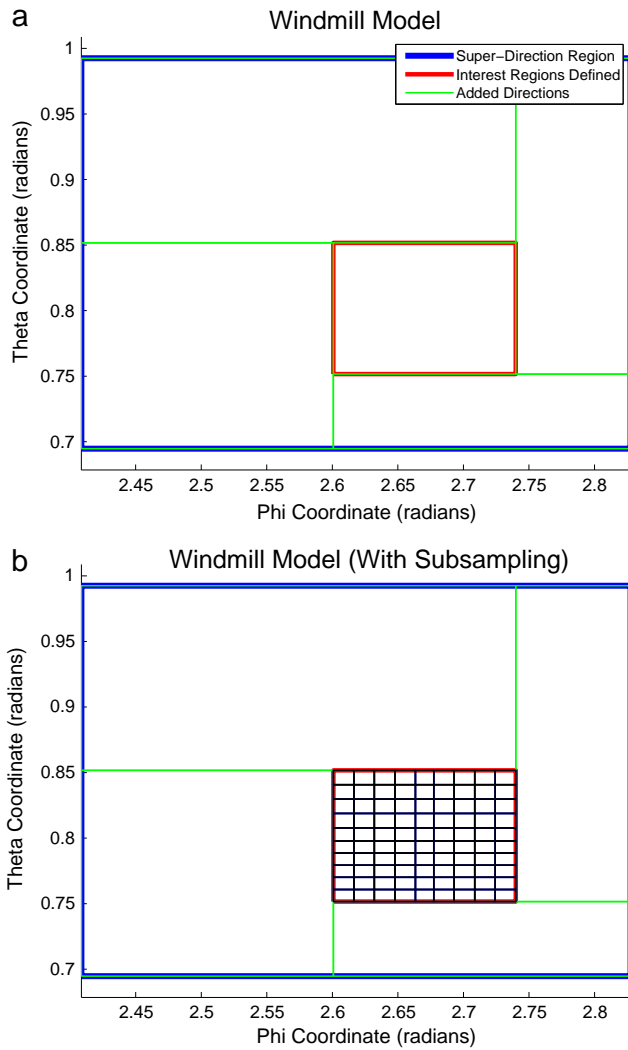 a
Windmill Model
1
0.95
0.9
0.85
0.8
0.75
0.7
Theta Coordinate (radians)
Super-Direction Region
Interest Regions Defined
Added Directions
2.45 2.5 2.55 2.6 2.65 2.7 2.75 2.8
Phi Coordinate (radians)
b
Windmill Model (With Subsampling)
1
0.95
0.9
0.85
0.8
0.75
0.7
Theta Coordinate (radians)
2.45 2.5 2.55 2.6 2.65 2.7 2.75 2.8
Phi Coordinate (radians)